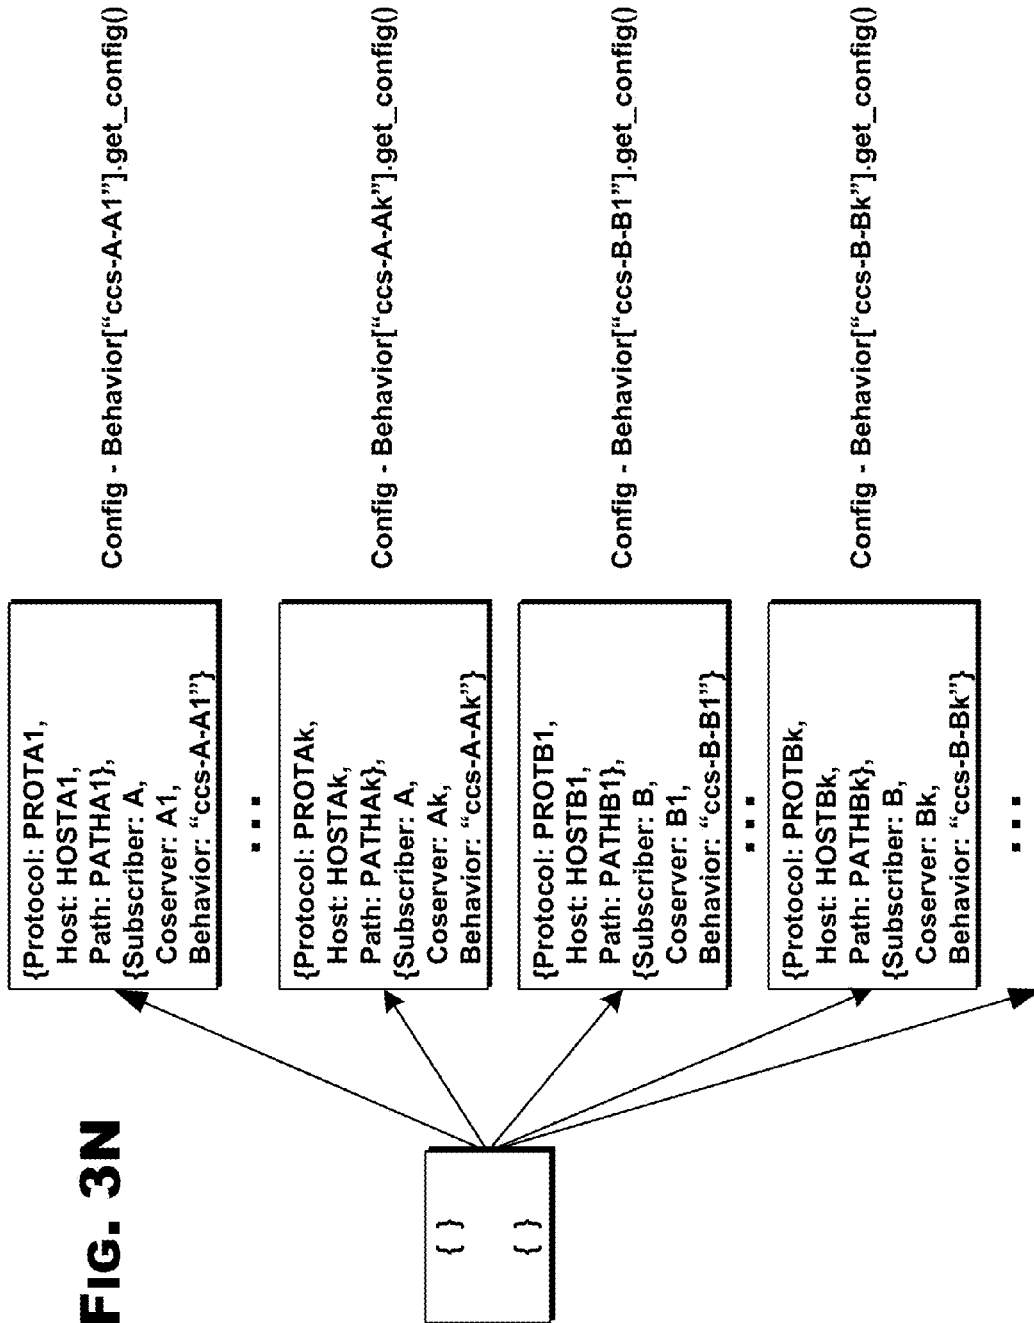 FIG. 3N
{ }
{ }
{Protocol: PROTA1,
Host: HOSTA1,
Path: PATHA1},
{Subscriber: A,
Coserver: A1,
Behavior: “ccs-A-A1”}
Config - Behavior[“ccs-A-A1”].get_config()
...
{Protocol: PROTAk,
Host: HOSTAk,
Path: PATHAk},
{Subscriber: A,
Coserver: Ak,
Behavior: “ccs-A-Ak”}
Config - Behavior[“ccs-A-Ak”].get_config()
{Protocol: PROTB1,
Host: HOSTB1,
Path: PATHB1},
{Subscriber: B,
Coserver: B1,
Behavior: “ccs-B-B1”}
Config - Behavior[“ccs-B-B1”].get_config()
...
{Protocol: PROTBk,
Host: HOSTBk,
Path: PATHBk},
{Subscriber: B,
Coserver: Bk,
Behavior: “ccs-B-Bk”}
Config - Behavior[“ccs-B-Bk”].get_config()
...